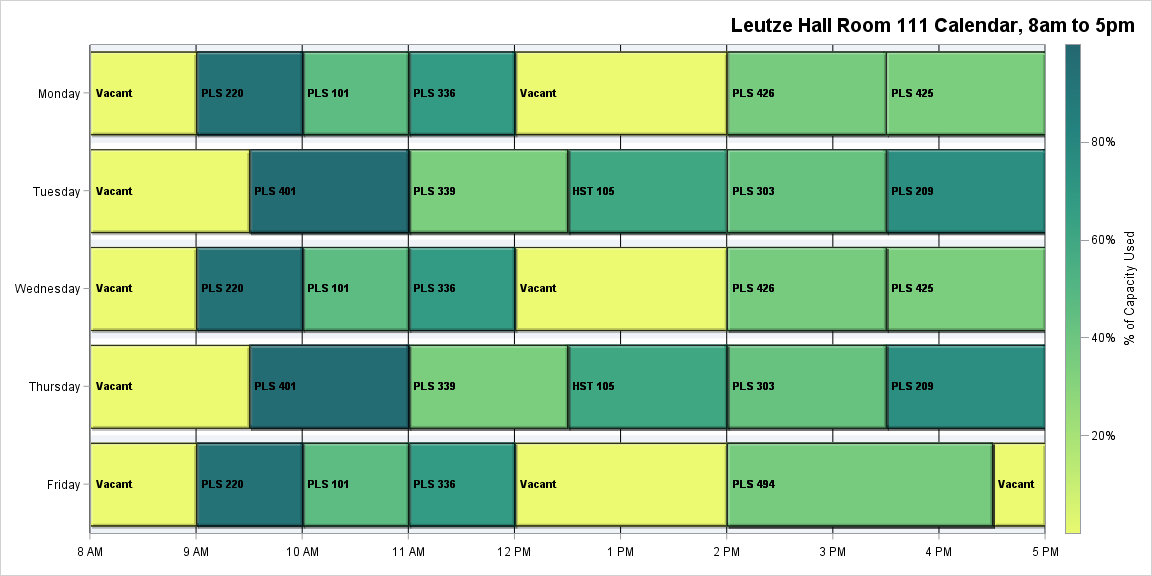 Leutze Hall Room 111 Calendar, 8am to 5pm
Monday
Vacant
PLS 220
PLS 101
PLS 336
Vacant
PLS 426
PLS 425
Tuesday
Vacant
PLS 401
PLS 339
HST 105
PLS 303
PLS 209
Wednesday
Vacant
PLS 220
PLS 101
PLS 336
Vacant
PLS 426
PLS 425
Thursday
Vacant
PLS 401
PLS 339
HST 105
PLS 303
PLS 209
Friday
Vacant
PLS 220
PLS 101
PLS 336
Vacant
PLS 494
Vacant
8 AM
9 AM
10 AM
11 AM
12 PM
1 PM
2 PM
3 PM
4 PM
5 PM
80%
60%
40%
20%
% of Capacity Used